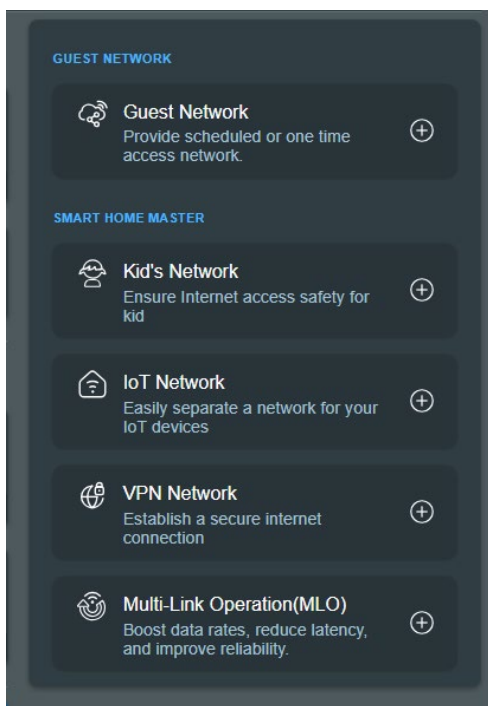 GUEST NETWORK
Guest Network
Provide scheduled or one time
access network.
SMART HOME MASTER
Kid's Network
Ensure Internet access safety for
kid
IoT Network
Easily separate a network for your
IoT devices
VPN Network
Establish a secure internet
connection
Multi-Link Operation(MLO)
Boost data rates, reduce latency,
and improve reliability.